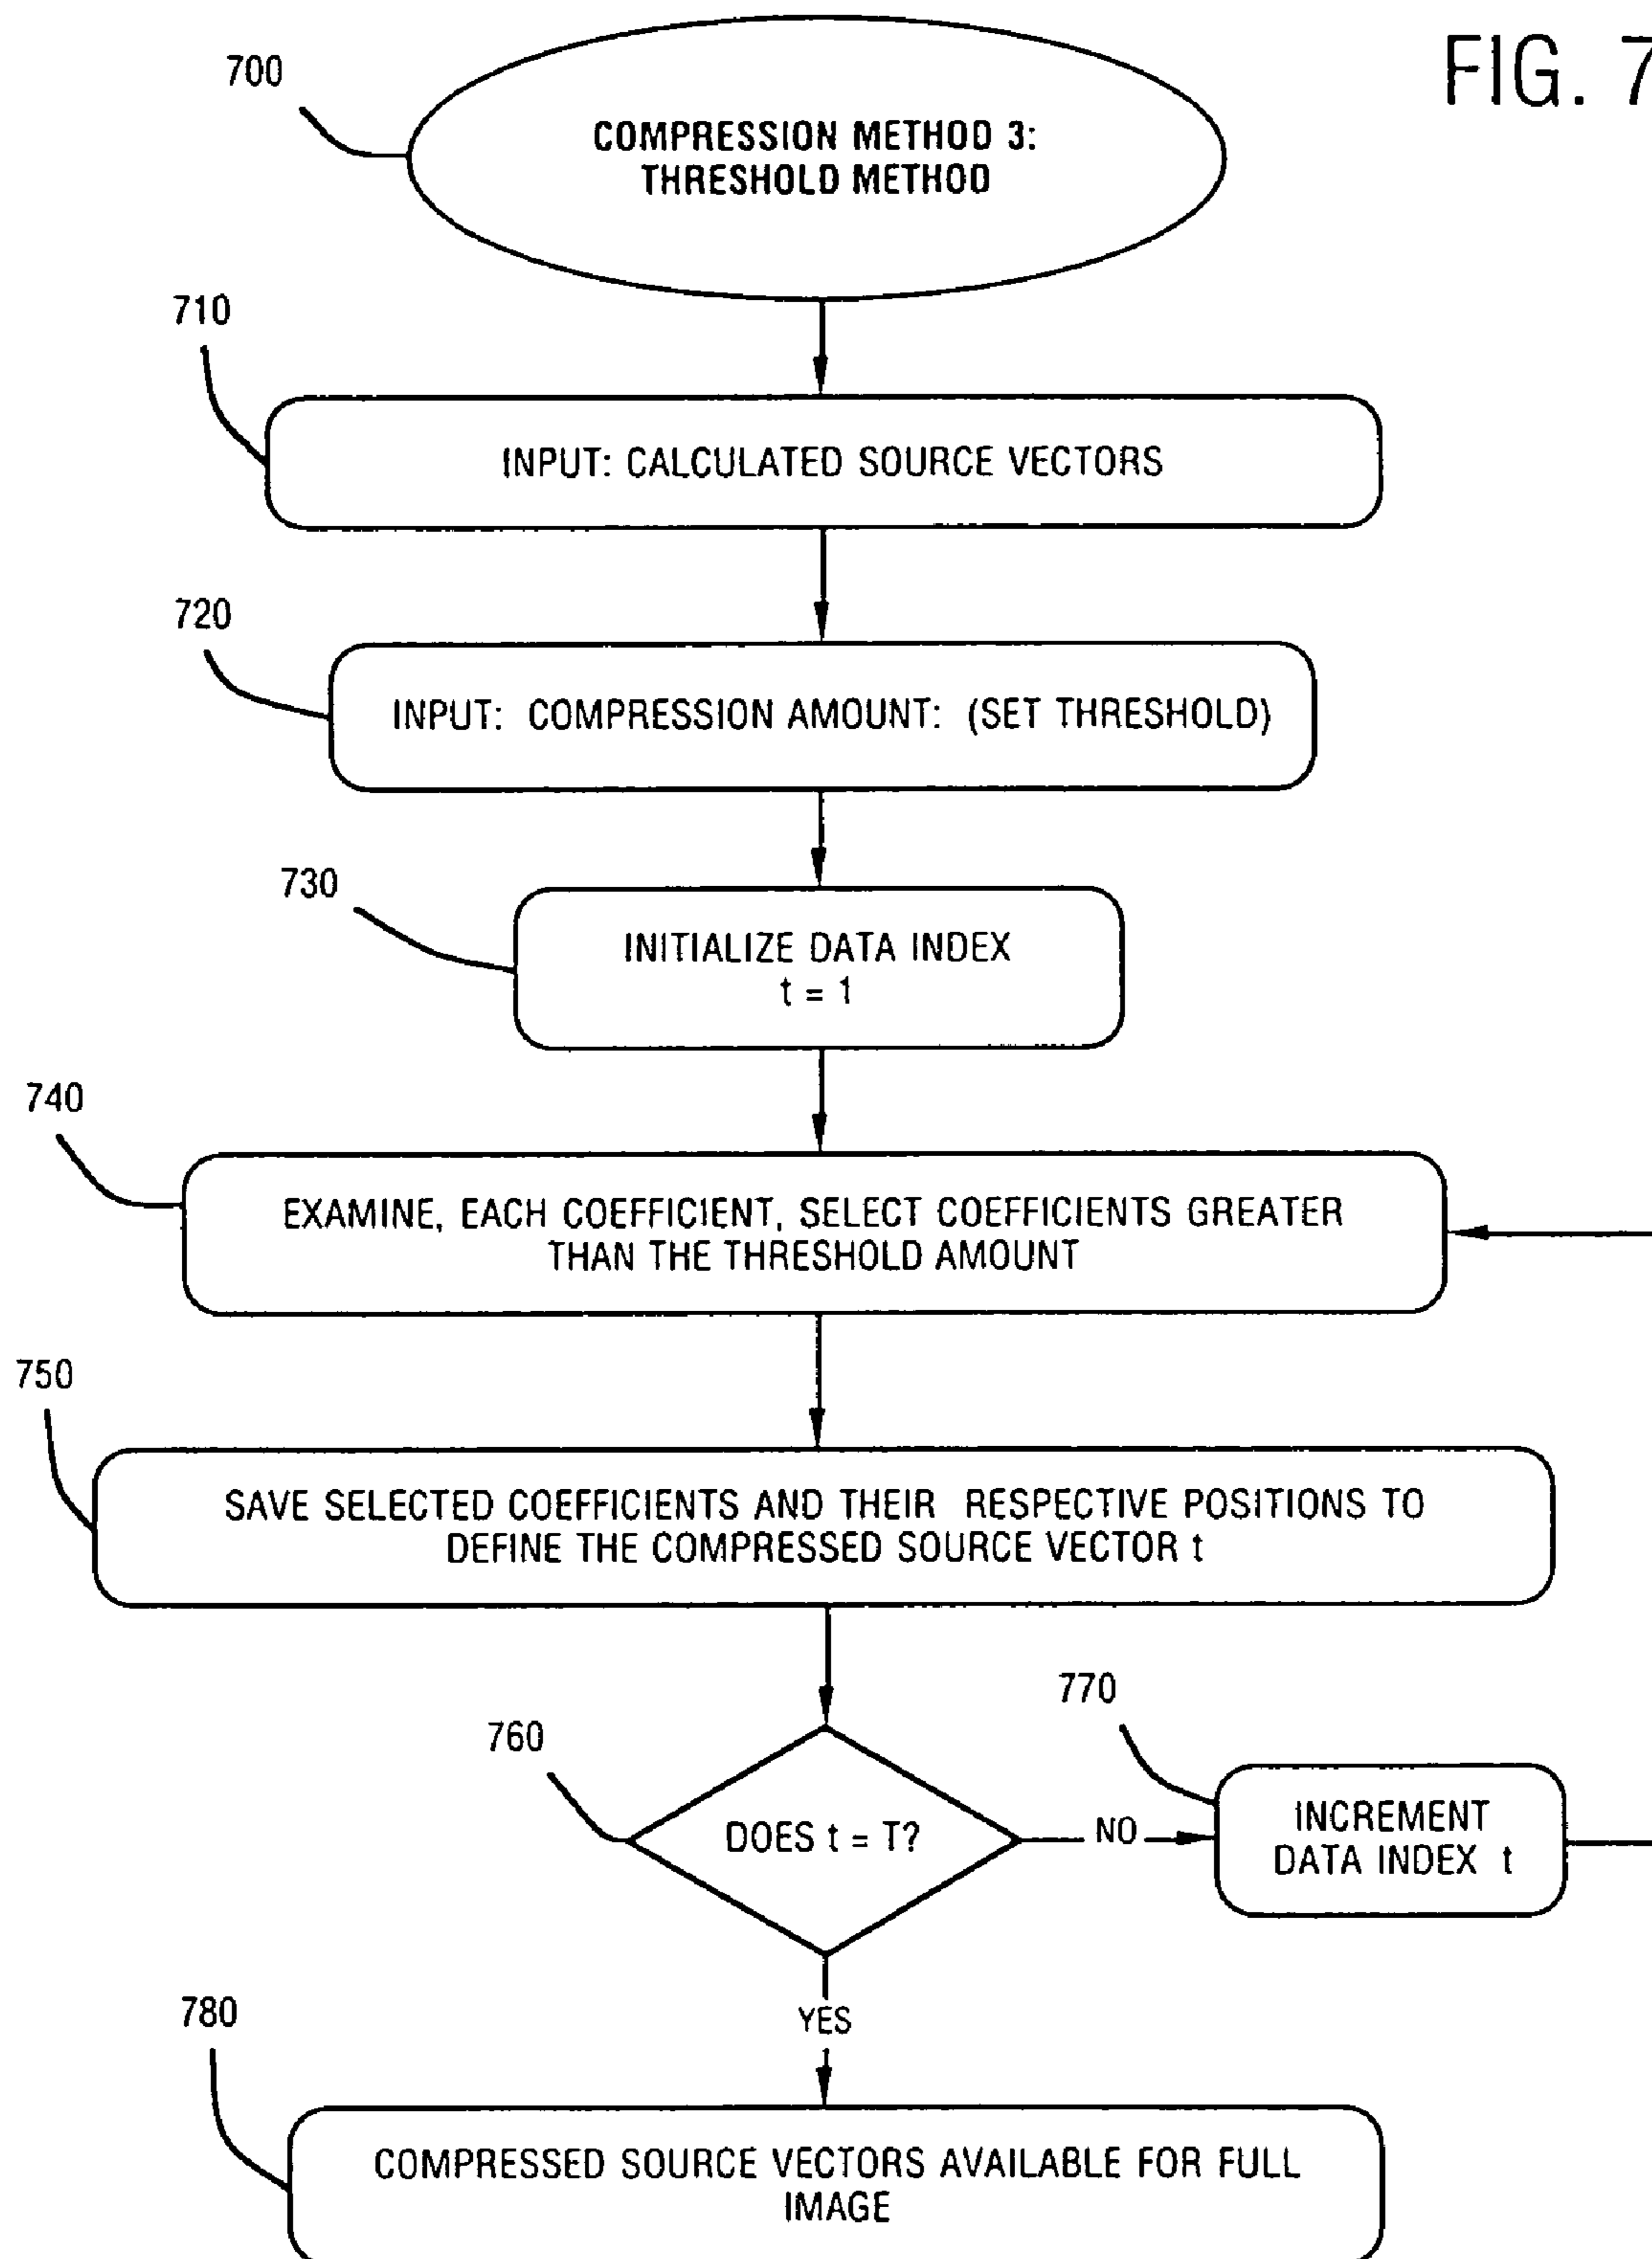 FIG. 7
700
COMPRESSION METHOD 3:
THRESHOLD METHOD
710
INPUT: CALCULATED SOURCE VECTORS
720
INPUT: COMPRESSION AMOUNT: (SET THRESHOLD)
730
INITIALIZE DATA INDEX
t = 1
740
EXAMINE, EACH COEFFICIENT, SELECT COEFFICIENTS GREATER
THAN THE THRESHOLD AMOUNT
750
SAVE SELECTED COEFFICIENTS AND THEIR RESPECTIVE POSITIONS TO
DEFINE THE COMPRESSED SOURCE VECTOR t
760
DOES t = T?
NO
770
INCREMENT
DATA INDEX t
YES
780
COMPRESSED SOURCE VECTORS AVAILABLE FOR FULL
IMAGE